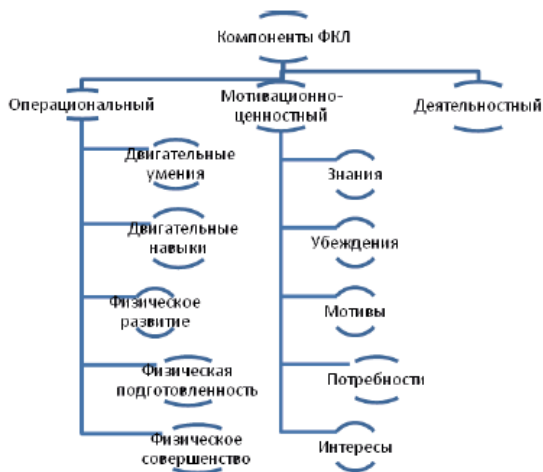 Компоненты ФКЛ
Операционный
Мотивационно-
ценностный
Деятельностный
Двигательные
умения
Двигательные
навыки
Физическое
развитие
Физическая
подготовленность
Физическое
совершенство
Знания
Убеждения
Мотивы
Потребности
Интересы